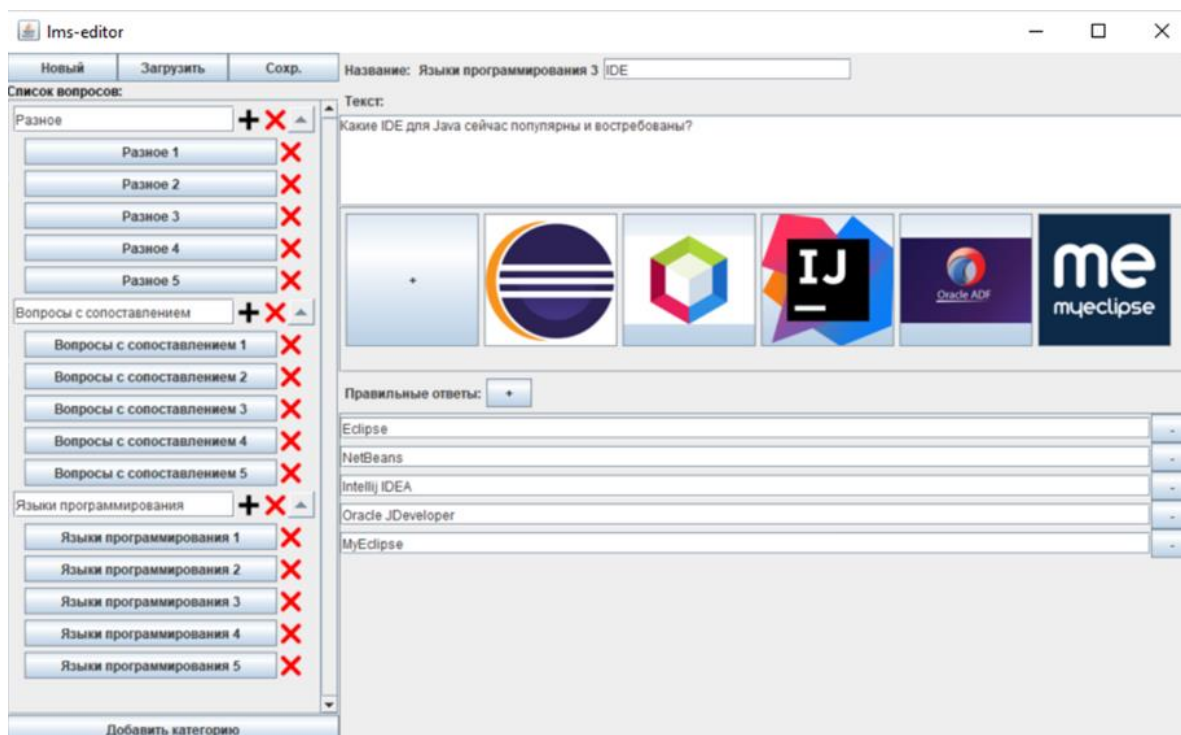 lms-editor
Новый Загрузить Сохр.
Название: Языки программирования 3 IDE
Список вопросов:
Текст:
Разное
Какие IDE для Java сейчас популярны и востребованы?
Разное 1
Разное 2
Разное 3
Разное 4
Разное 5
Вопросы с сопоставлением
Вопросы с сопоставлением 1
Вопросы с сопоставлением 2
Вопросы с сопоставлением 3
Вопросы с сопоставлением 4
Вопросы с сопоставлением 5
Языки программирования
Языки программирования 1
Языки программирования 2
Языки программирования 3
Языки программирования 4
Языки программирования 5
Добавить категорию
+
IJ
Oracle ADF
me
myeclipse
Правильные ответы: +
Eclipse -
NetBeans -
Intellij IDEA -
Oracle JDeveloper -
MyEclipse -